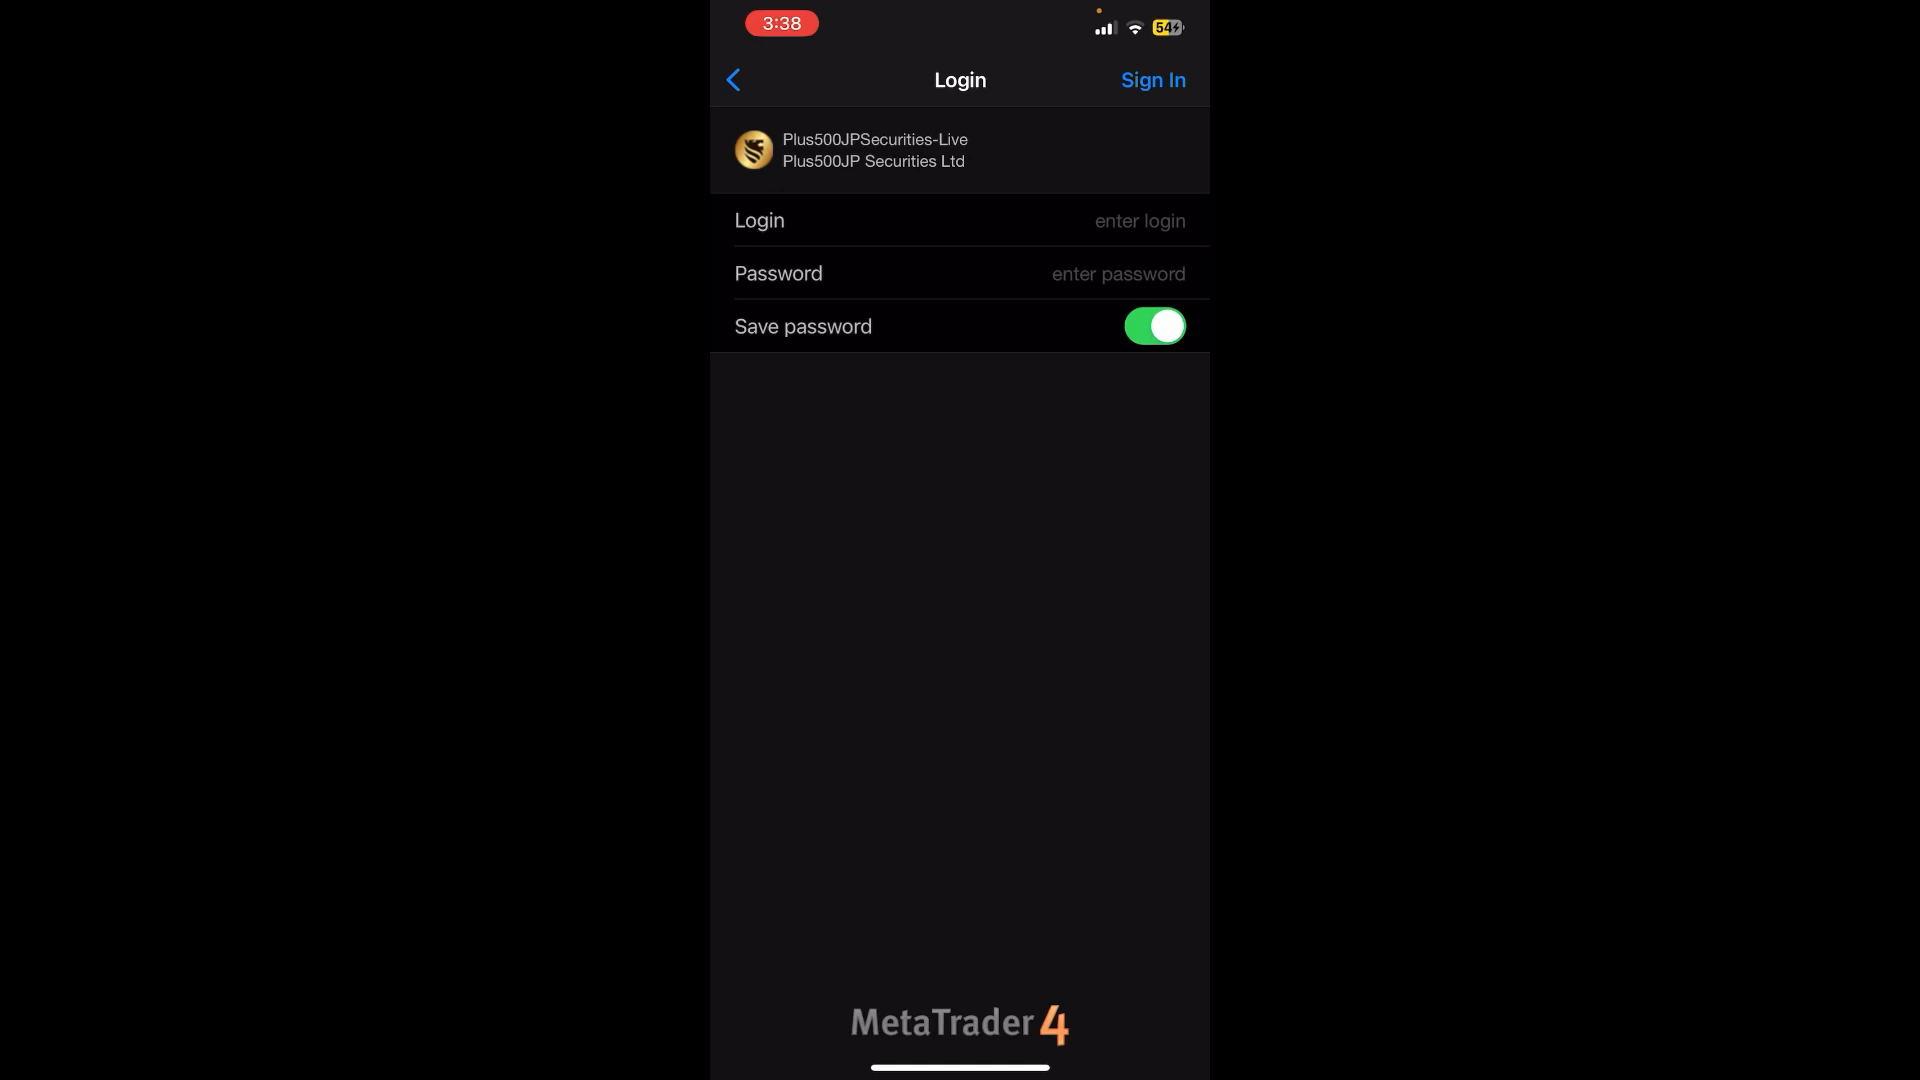 3:38
54
Login
Sign In
Plus500JPSecurities-Live
Plus500JP Securities Ltd
Login
enter login
Password
enter password
Save password
MetaTrader 4